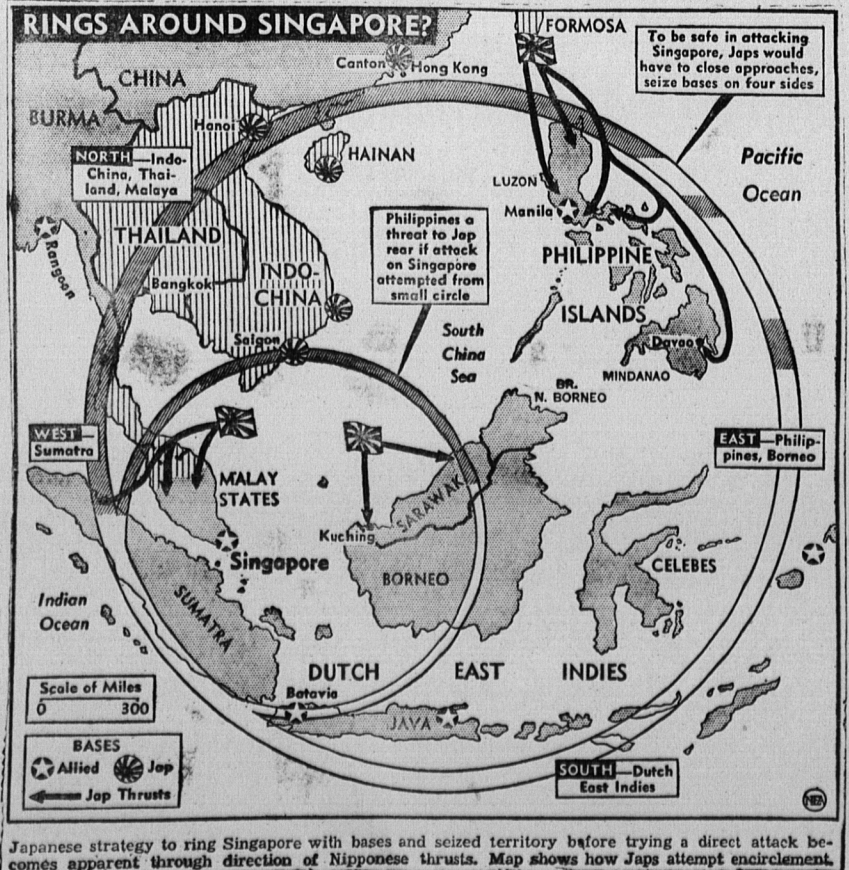 RINGS AROUND SINGAPORE?
FORMOSA
To be safe in attacking
Singapore, Japs would
have to close approaches,
seize bases on four sides
Canton
Hong Kong
CHINA
BURMA
Hanoi
HAINAN
NORTH—Indo-
China, Thai-
land, Malaya
Pacific
Ocean
LUZON
Manila
Philippines a
threat to Jap
rear if attack
on Singapore
attempted from
small circle
THAILAND
Rangoon
Bangkok
INDO-
CHINA
PHILIPPINE
ISLANDS
Saigon
South
China
Sea
Davao
MINDANAO
BR.
N. BORNEO
WEST—
Sumatra
EAST—Philip-
pines, Borneo
MALAY
STATES
SARAWAK
Kuching
Singapore
BORNEO
CELEBES
Indian
Ocean
SUMATRA
DUTCH EAST INDIES
Scale of Miles
0 300
Batavia
JAVA
BASES
Allied Jap
Jap Thrusts
SOUTH—Dutch
East Indies
NEA
Japanese strategy to ring Singapore with bases and seized territory before trying a direct attack be-
comes apparent through direction of Nipponese thrusts. Map shows how Japs attempt encirclement.